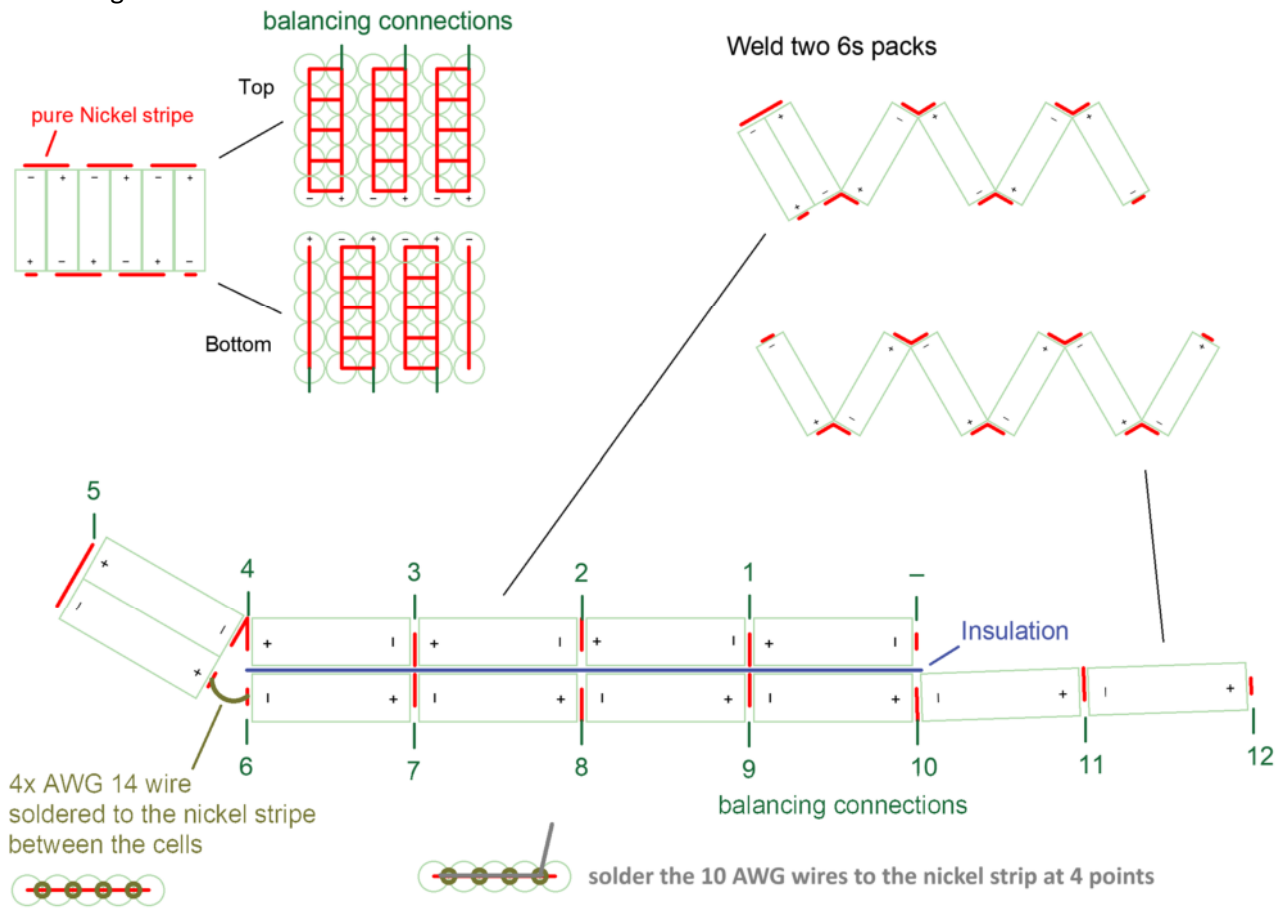 balancing connections
Weld two 6s packs
Top
pure Nickel stripe
- + - + - +
+ - + - + -
- + - + - +
+ - + - + -
Bottom
- + - + - + - +
+ - + - + -
- + - + - +
+ - + - + -
5
4 3 2 1 –
+ - + - + - + - + -
Insulation
- + - + - + - + - + - + - +
6 7 8 9 10 11 12
balancing connections
4x AWG 14 wire
soldered to the nickel stripe
between the cells
solder the 10 AWG wires to the nickel strip at 4 points